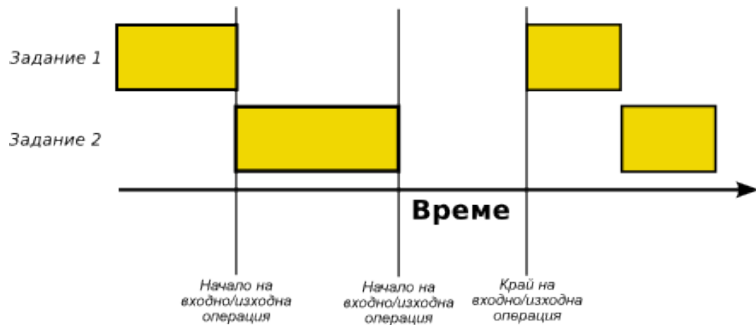 Задание 1
Задание 2
Време
Начало на
входно/изходна
операция
Начало на
входно/изходна
операция
Край на
входно/изходна
операция